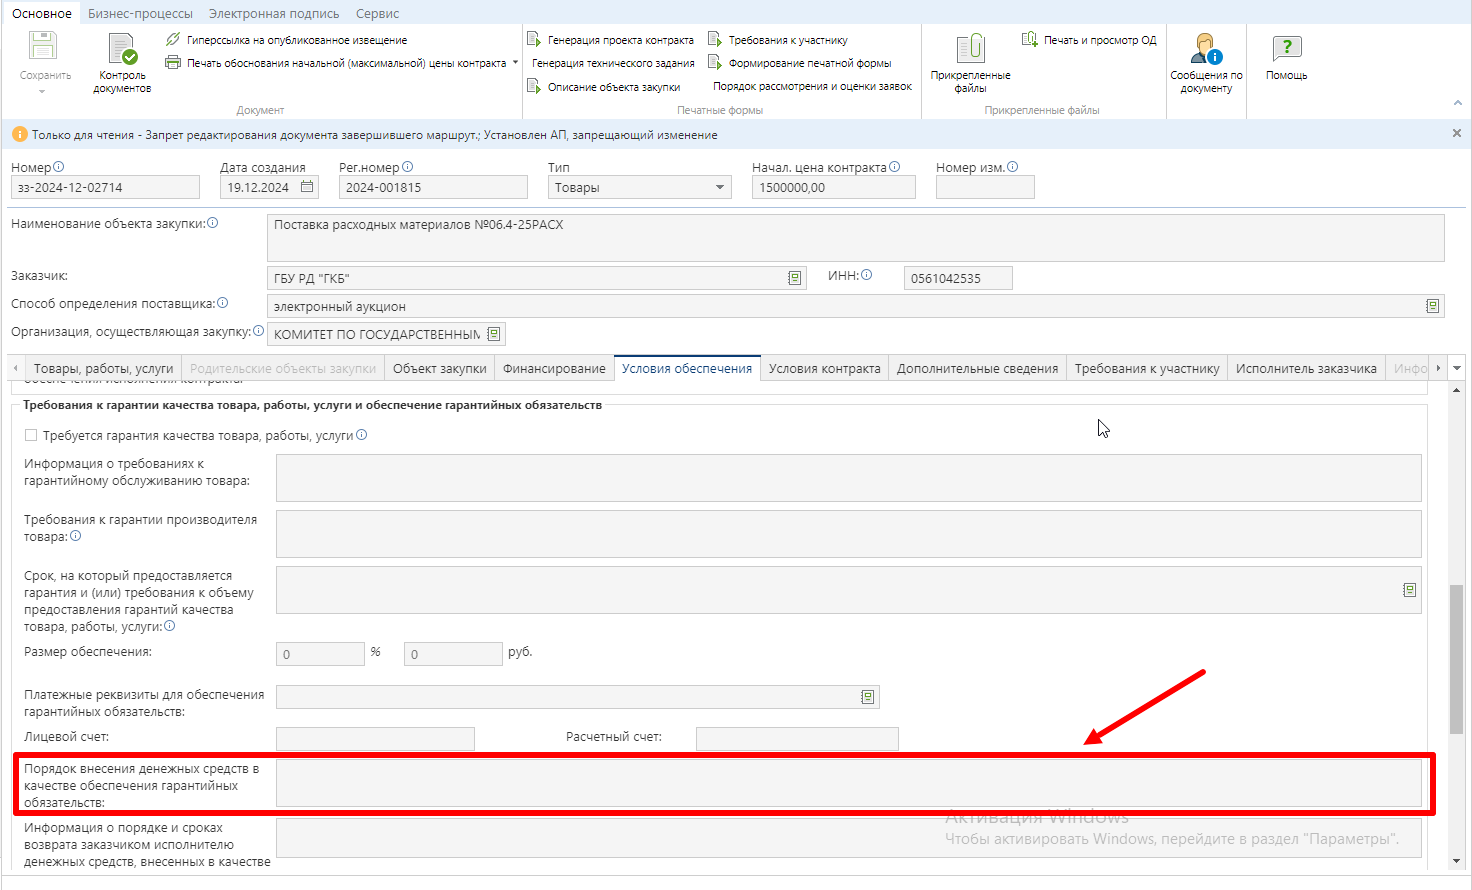 Основное Бизнес-процессы Электронная подпись Сервис
Сохранить
Контроль документов
Гиперссылка на опубликованное извещение
Печать обоснования начальной (максимальной) цены контракта
Документ
Генерация проекта контракта
Генерация технического задания
Описание объекта закупки
Требования к участнику
Формирование печатной формы
Порядок рассмотрения и оценки заявок
Печатные формы
Прикрепленные файлы
Печать и просмотр ОД
Прикрепленные файлы
Сообщения по документу
Помощь
Только для чтения - Запрет редактирования документа завершившего маршрут.; Установлен АП, запрещающий изменение
Номер Дата создания Рег.номер Тип Начал. цена контракта Номер изм.
зз-2024-12-02714 19.12.2024 2024-001815 Товары 1500000,00
Наименование объекта закупки: Поставка расходных материалов №06.4-25РАСХ
Заказчик: ГБУ РД "ГКБ" ИНН: 0561042535
Способ определения поставщика: электронный аукцион
Организация, осуществляющая закупку: КОМИТЕТ ПО ГОСУДАРСТВЕННЫМ
Товары, работы, услуги Родительские объекты закупки Объект закупки Финансирование Условия обеспечения Условия контракта Дополнительные сведения Требования к участнику Исполнитель заказчика Инфо
обеспечения исполнения контракта:
Требования к гарантии качества товара, работы, услуги и обеспечение гарантийных обязательств
Требуется гарантия качества товара, работы, услуги
Информация о требованиях к
гарантийному обслуживанию товара:
Требования к гарантии производителя
товара:
Срок, на который предоставляется
гарантия и (или) требования к объему
предоставления гарантий качества
товара, работы, услуги:
Размер обеспечения: 0 % 0 руб.
Платежные реквизиты для обеспечения
гарантийных обязательств:
Лицевой счет: Расчетный счет:
Порядок внесения денежных средств в
качестве обеспечения гарантийных
обязательств:
Информация о порядке и сроках
возврата заказчиком исполнителю
денежных средств, внесенных в качестве
Активация Windows
Чтобы активировать Windows, перейдите в раздел "Параметры".